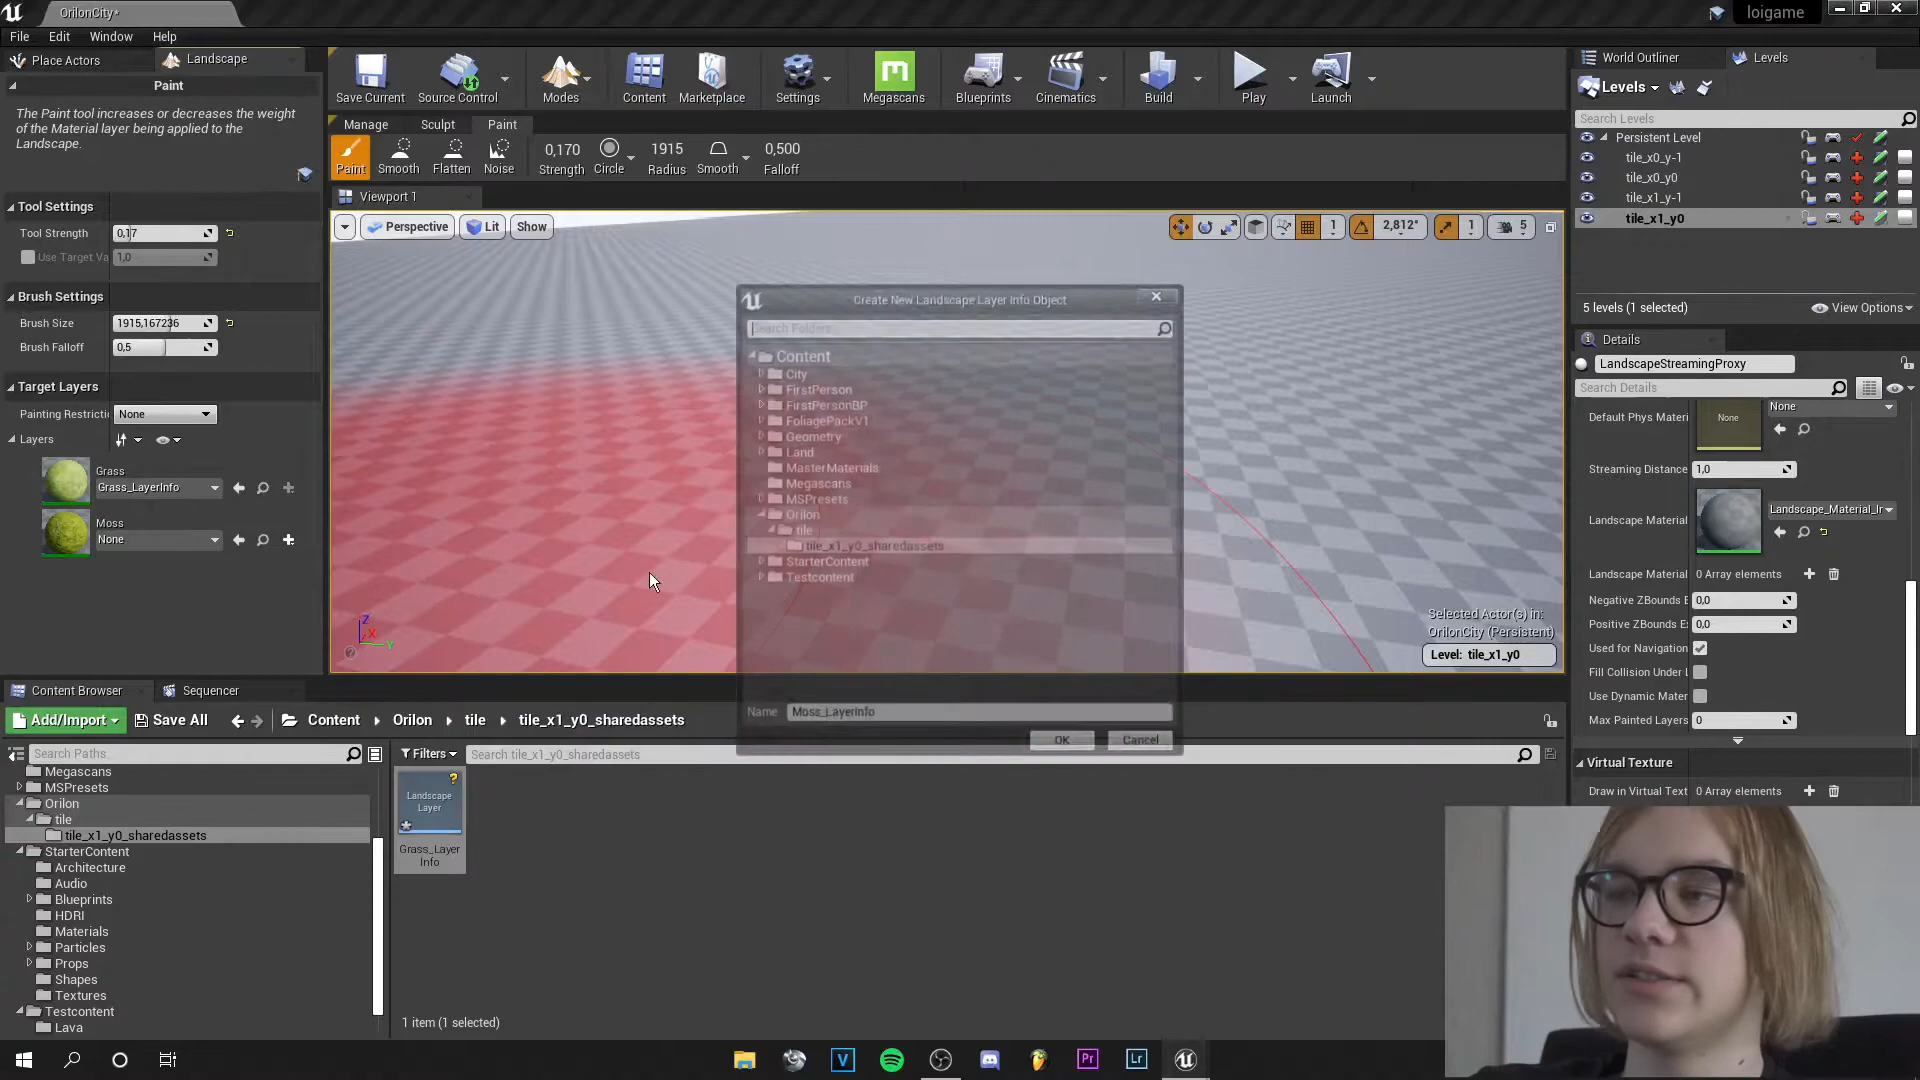 OrilonCity*
loigame
File Edit Window Help
Place Actors
Landscape
Paint
The Paint tool increases or decreases the weight
of the Material layer being applied to the
Landscape.
Tool Settings
Tool Strength 0,17
Use Target Va 1,0
Brush Settings
Brush Size 1915,167236
Brush Falloff 0,5
Target Layers
Painting Restricti None
Layers
Grass
Grass_LayerInfo
Moss
None
Save Current Source Control Modes Content Marketplace Settings Megascans Blueprints Cinematics Build Play Launch
Manage Sculpt Paint
0,170 1915 0,500
Paint Smooth Flatten Noise Strength Circle Radius Smooth Falloff
Viewport 1
Perspective Lit Show
1 2,812° 1 5
Create New Landscape Layer Info Object
Search Folders
Content
City
FirstPerson
FirstPersonBP
FoliagePackV1
Geometry
Land
MasterMaterials
Megascans
MSPresets
Orilon
tile
tile_x1_y0_sharedassets
StarterContent
Testcontent
Name Moss_LayerInfo
OK Cancel
Z
X
Y
Selected Actor(s) in:
OrilonCity (Persistent)
Level: tile_x1_y0
World Outliner
Levels
Levels
Search Levels
Persistent Level
tile_x0_y-1
tile_x0_y0
tile_x1_y-1
tile_x1_y0
5 levels (1 selected)
View Options
Details
LandscapeStreamingProxy
Search Details
Default Phys Materi None None
Streaming Distance 1,0
Landscape Material Landscape_Material_Ir
Landscape Material 0 Array elements
Negative ZBounds E 0,0
Positive ZBounds E 0,0
Used for Navigation
Fill Collision Under L
Use Dynamic Mater
Max Painted Layers 0
Virtual Texture
Draw in Virtual Text 0 Array elements
Content Browser
Sequencer
Add/Import Save All Content Orilon tile tile_x1_y0_sharedassets
Search Paths
Filters Search tile_x1_y0_sharedassets
Megascans
MSPresets
Orilon
tile
tile_x1_y0_sharedassets
StarterContent
Architecture
Audio
Blueprints
HDRI
Materials
Particles
Props
Shapes
Textures
Testcontent
Lava
Landscape
Layer
Grass_Layer
Info
1 item (1 selected)
V
Pr
Lr